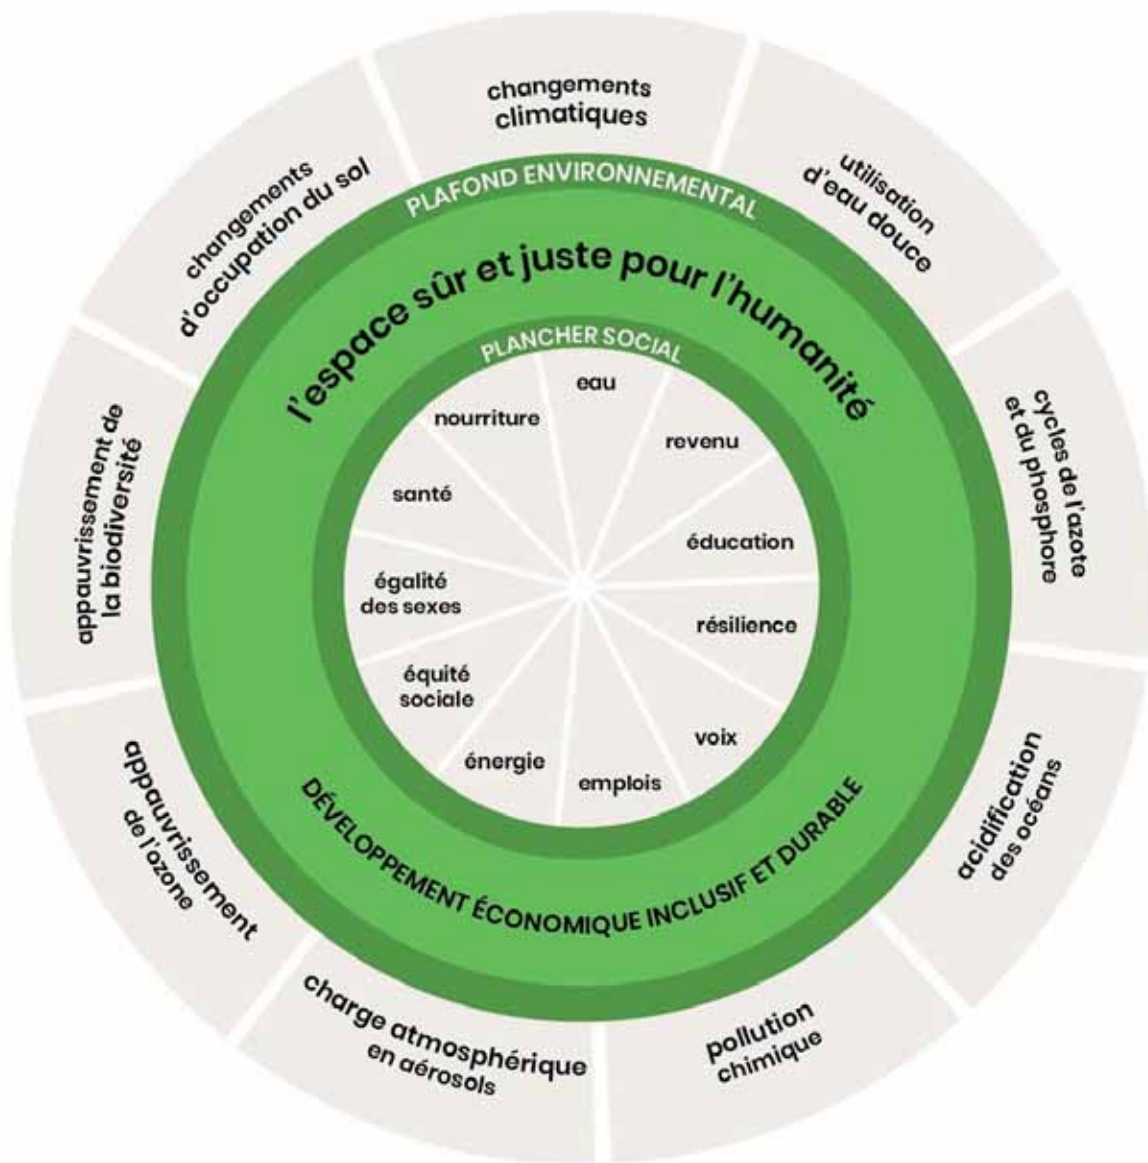 changements
climatiques
utilisation
d'eau douce
cycles de l'azote
et du phosphore
acidification
des océans
pollution
chimique
charge atmosphérique
en aérosols
appauvrissement
de l'ozone
appauvrissement de
la biodiversité
changements
d'occupation du sol
PLAFOND ENVIRONNEMENTAL
l'espace sûr et juste pour l'humanité
PLANCHER SOCIAL
eau
revenu
éducation
résilience
voix
emplois
énergie
équité
sociale
égalité
des sexes
santé
nourriture
DÉVELOPPEMENT ÉCONOMIQUE INCLUSIF ET DURABLE